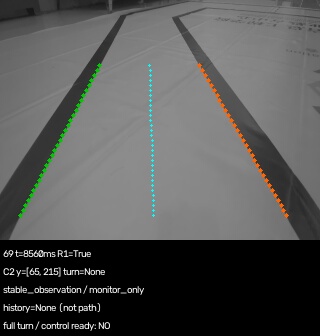 69 t=8560ms R1=True
C2 y=[65, 215] turn=None
stable_observation / monitor_only
history=None (not path)
full turn / control ready: NO